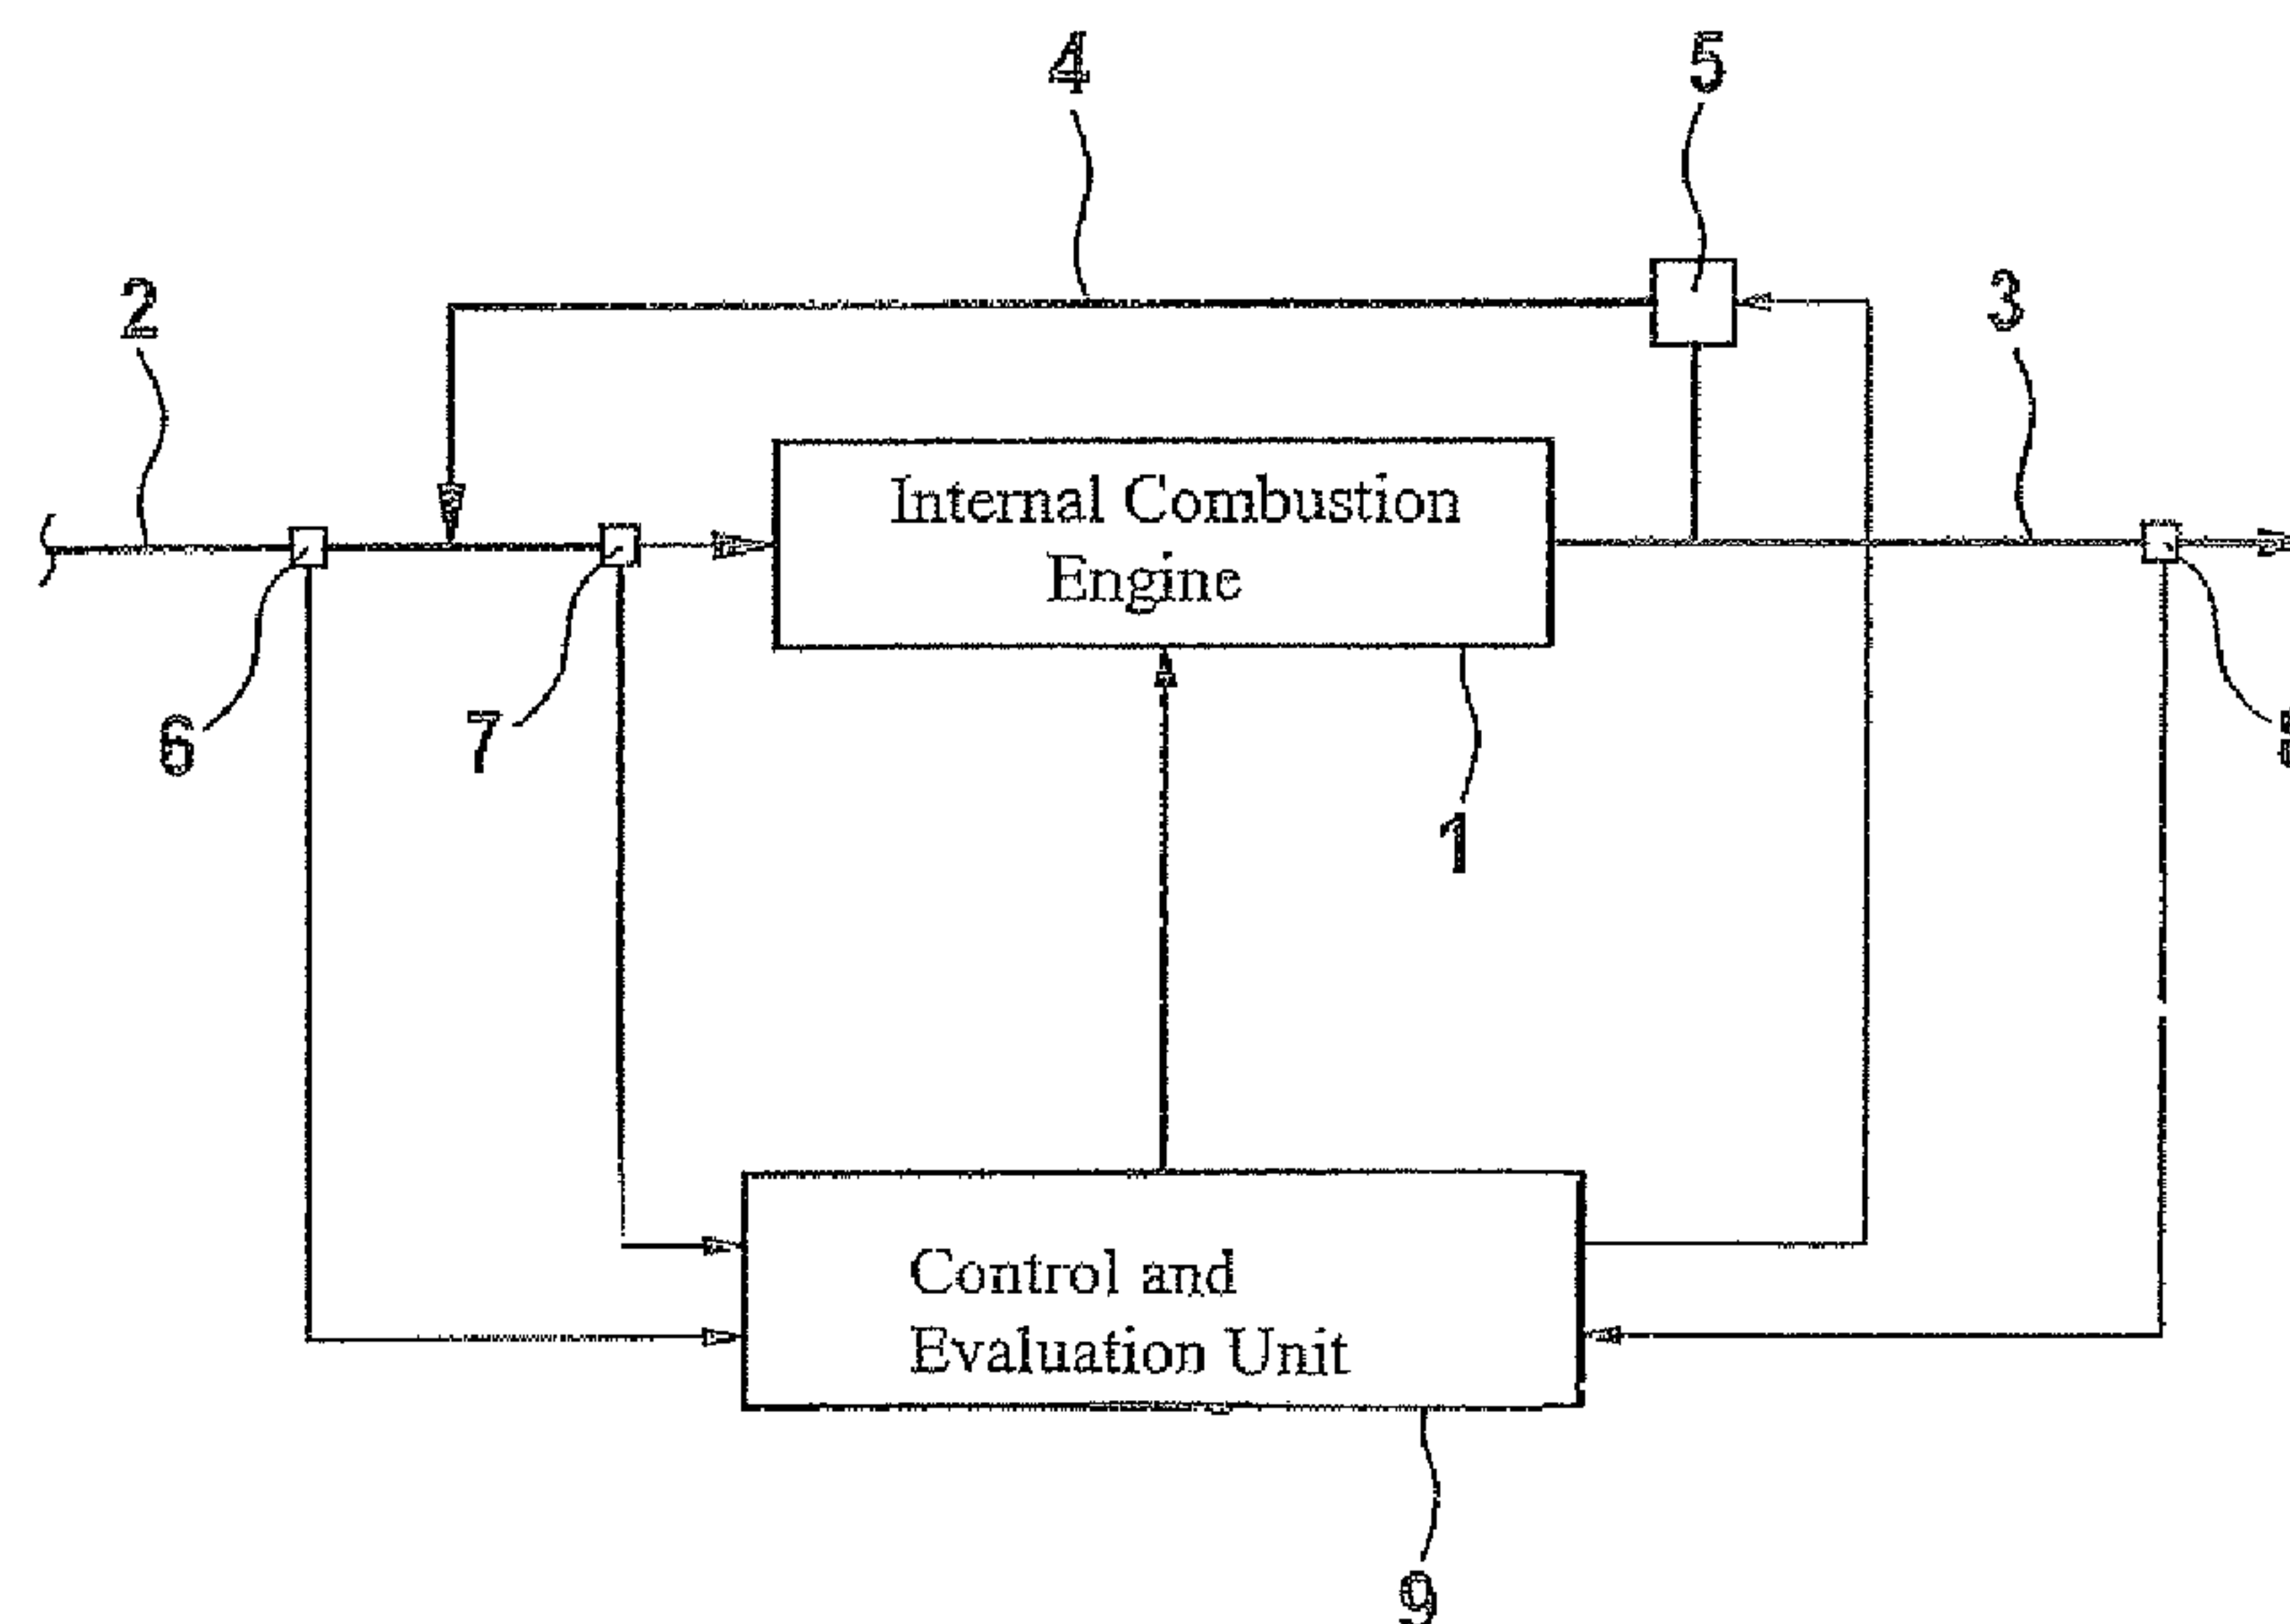 4
5
2
3
Internal Combustion
Engine
6
7
1
Control and
Evaluation Unit
9